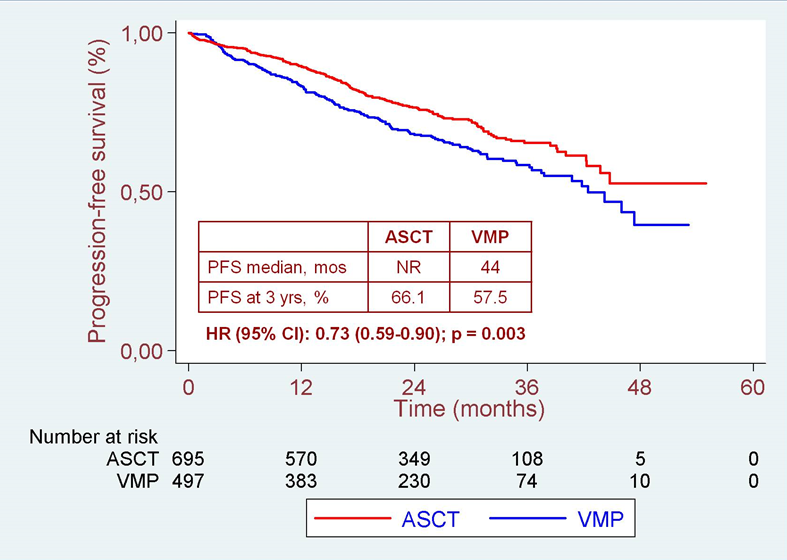 Progression-free survival (%)
1,00
0,50
0,00
ASCT VMP
PFS median, mos NR 44
PFS at 3 yrs, % 66.1 57.5
HR (95% CI): 0.73 (0.59-0.90); p = 0.003
0 12 24 36 48 60
Time (months)
Number at risk
ASCT 695 570 349 108 5 0
VMP 497 383 230 74 10 0
ASCT VMP